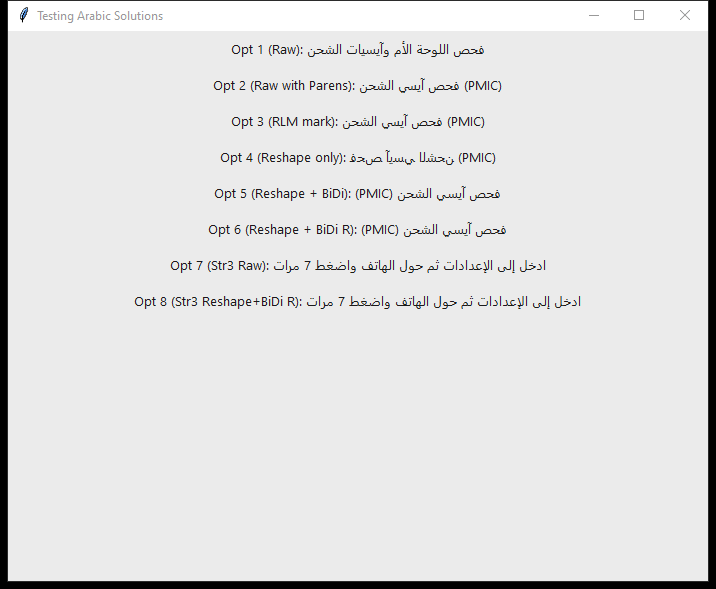 Testing Arabic Solutions
Opt 1 (Raw): فحص اللوحة الأم وآيسيات الشحن
Opt 2 (Raw with Parens): فحص آيسي الشحن (PMIC)
Opt 3 (RLM mark): فحص آيسي الشحن (PMIC)
Opt 4 (Reshape only): ﻦﺤﺸﻟا ﻲﺴﻳآ ﺺﺤﻓ (PMIC)
Opt 5 (Reshape + BiDi): (PMIC) فحص آيسي الشحن
Opt 6 (Reshape + BiDi R): (PMIC) فحص آيسي الشحن
Opt 7 (Str3 Raw): ادخل إلى الإعدادات ثم حول الهاتف واضغط 7 مرات
Opt 8 (Str3 Reshape+BiDi R): ادخل إلى الإعدادات ثم حول الهاتف واضغط 7 مرات